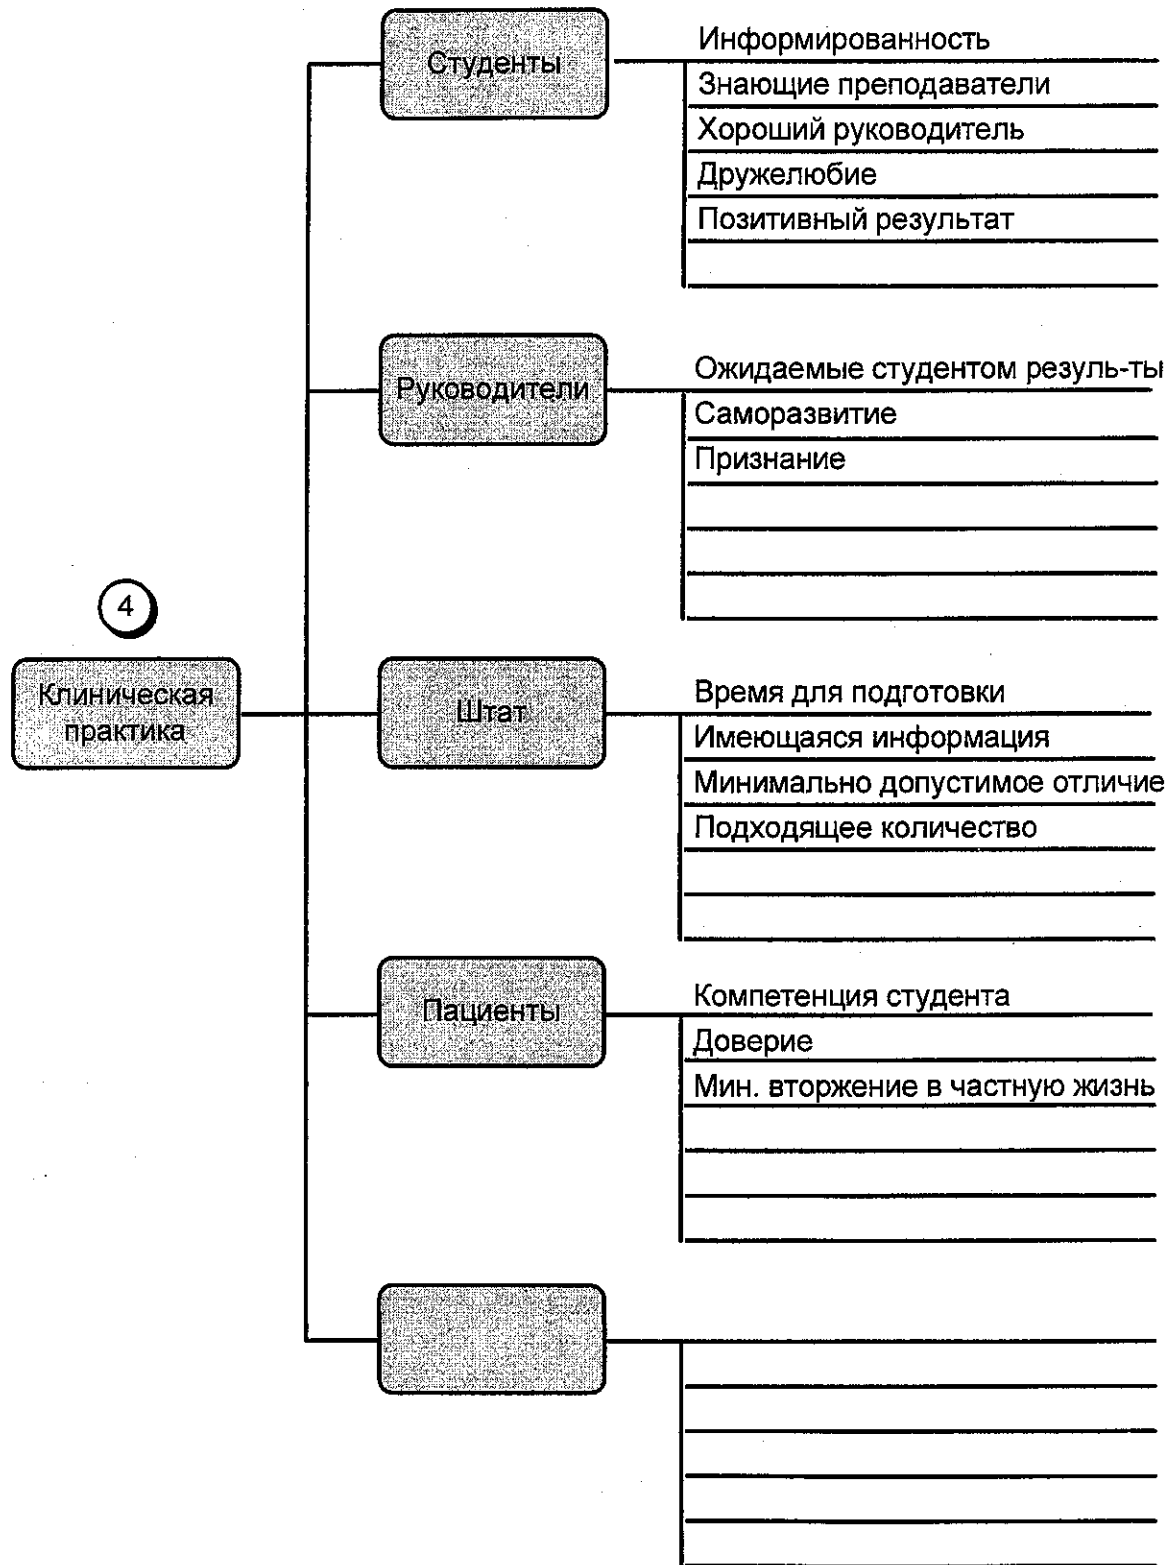 Студенты
Информированность
Знающие преподаватели
Хороший руководитель
Дружелюбие
Позитивный результат
Руководители
Ожидаемые студентом резуль-ты
Саморазвитие
Признание
4
Клиническая
практика
Штат
Время для подготовки
Имеющаяся информация
Минимально допустимое отличие
Подходящее количество
Пациенты
Компетенция студента
Доверие
Мин. вторжение в частную жизнь